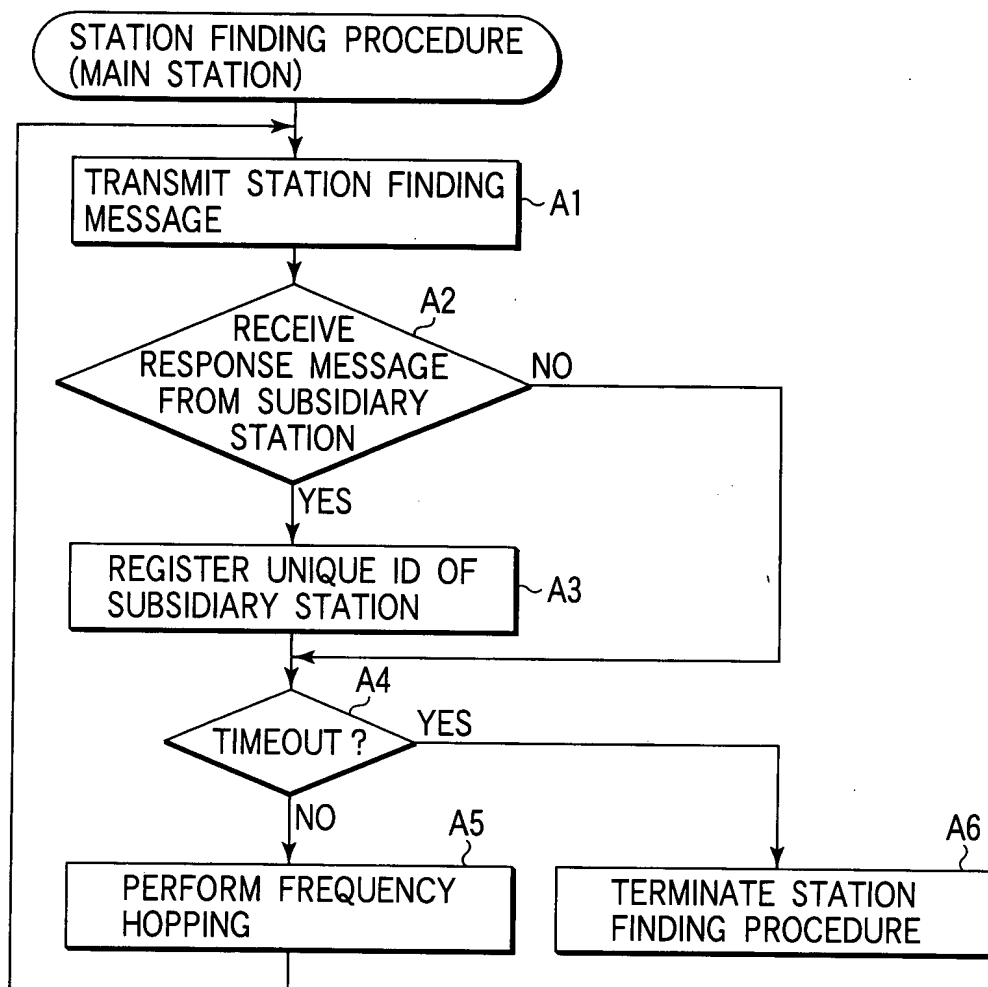 STATION FINDING PROCEDURE
(MAIN STATION)
TRANSMIT STATION FINDING
MESSAGE
A1
A2
RECEIVE
RESPONSE MESSAGE
FROM SUBSIDIARY
STATION
NO
YES
REGISTER UNIQUE ID OF
SUBSIDIARY STATION
A3
A4
TIMEOUT ?
YES
NO
A5
PERFORM FREQUENCY
HOPPING
A6
TERMINATE STATION
FINDING PROCEDURE